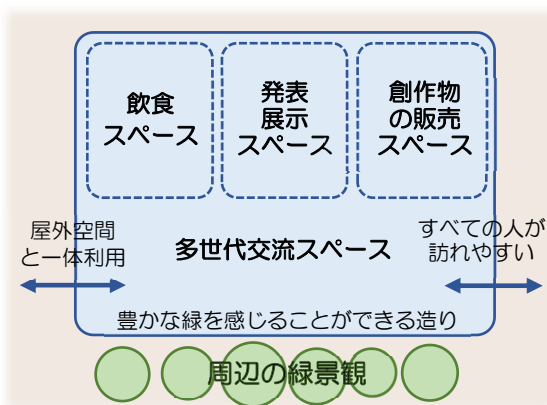 飲食
スペース
発表
展示
スペース
創作物
の販売
スペース
屋外空間
と一体利用
多世代交流スペース
すべての人が
訪れやすい
豊かな緑を感じることができる造り
周辺の緑景観